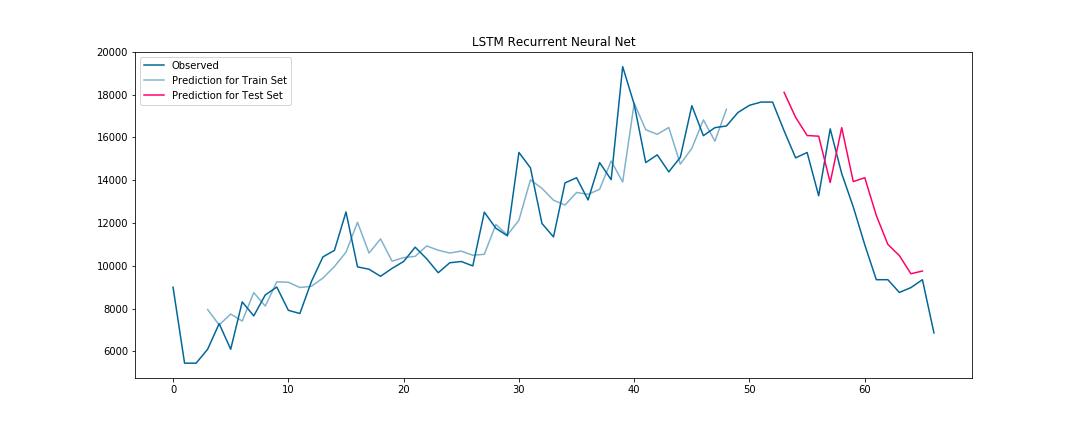 LSTM Recurrent Neural Net
20000
18000
16000
14000
12000
10000
8000
6000
Observed
Prediction for Train Set
Prediction for Test Set
0 10 20 30 40 50 60